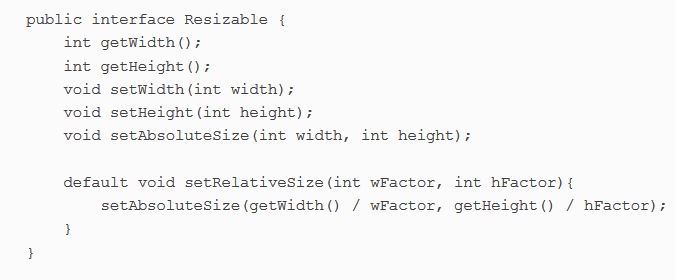 public interface Resizable {
    int getWidth();
    int getHeight();
    void setWidth(int width);
    void setHeight(int height);
    void setAbsoluteSize(int width, int height);

    default void setRelativeSize(int wFactor, int hFactor){
        setAbsoluteSize(getWidth() / wFactor, getHeight() / hFactor);
    }
}